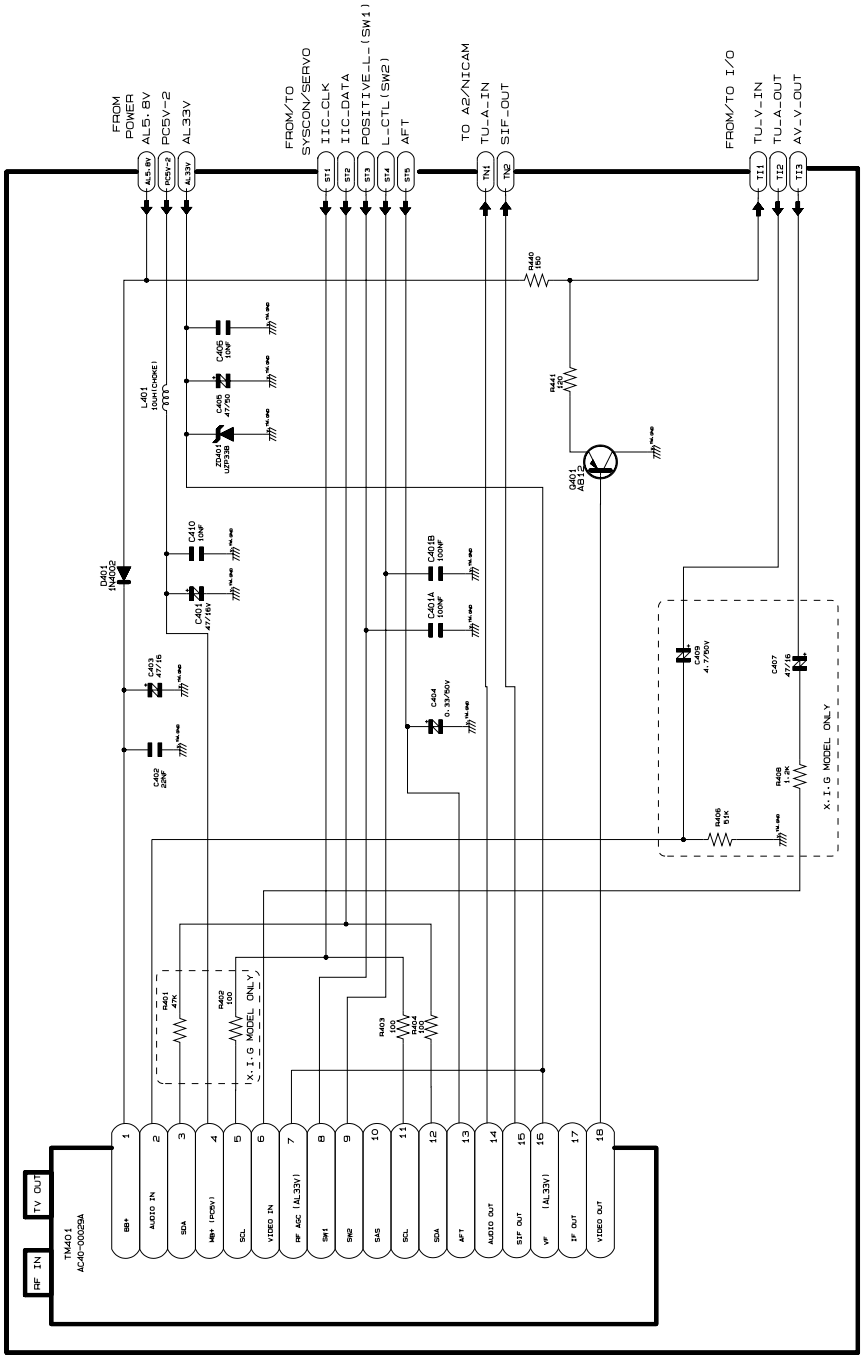 FROM
POWER
AL5.8V
PC5V-2
AL33V
FROM/TO
SYSCON/SERVO
IIC_CLK
IIC_DATA
POSITIVE_L_(SW1)
L_CTL(SW2)
AFT
TO A2/NICAM
TU_A_IN
SIF_OUT
FROM/TO I/O
TU_V_IN
TU_A_OUT
AV_V_OUT
AL5.8V
PC5V-2
AL33V
ST1
ST2
ST3
ST4
ST5
TN1
TN2
TI1
TI2
TI3
R440
150
R441
120
Q401
A812
L401
10UH(CHOKE)
C406
10NF
C405
47/50
ZD401
UZP33B
D401
1N4002
C410
10NF
C401
47/16V
C403
47/16
C402
22NF
C401B
100NF
C401A
100NF
C404
0.33/50V
C409
4.7/50V
C407
47/16
R408
1.2K
R406
51K
X.I.G MODEL ONLY
R401
47K
R402
100
X.I.G MODEL ONLY
R403
100
R404
100
TV OUT
RF IN
TM401
AC40-00029A
BB+ 1
AUDIO IN 2
SDA 3
MB+ (PC5V) 4
SCL 5
VIDEO IN 6
RF AGC (AL33V) 7
SW1 8
SW2 9
SAS 10
SCL 11
SDA 12
AFT 13
AUDIO OUT 14
SIF OUT 15
VF (AL33V) 16
IF OUT 17
VIDEO OUT 18